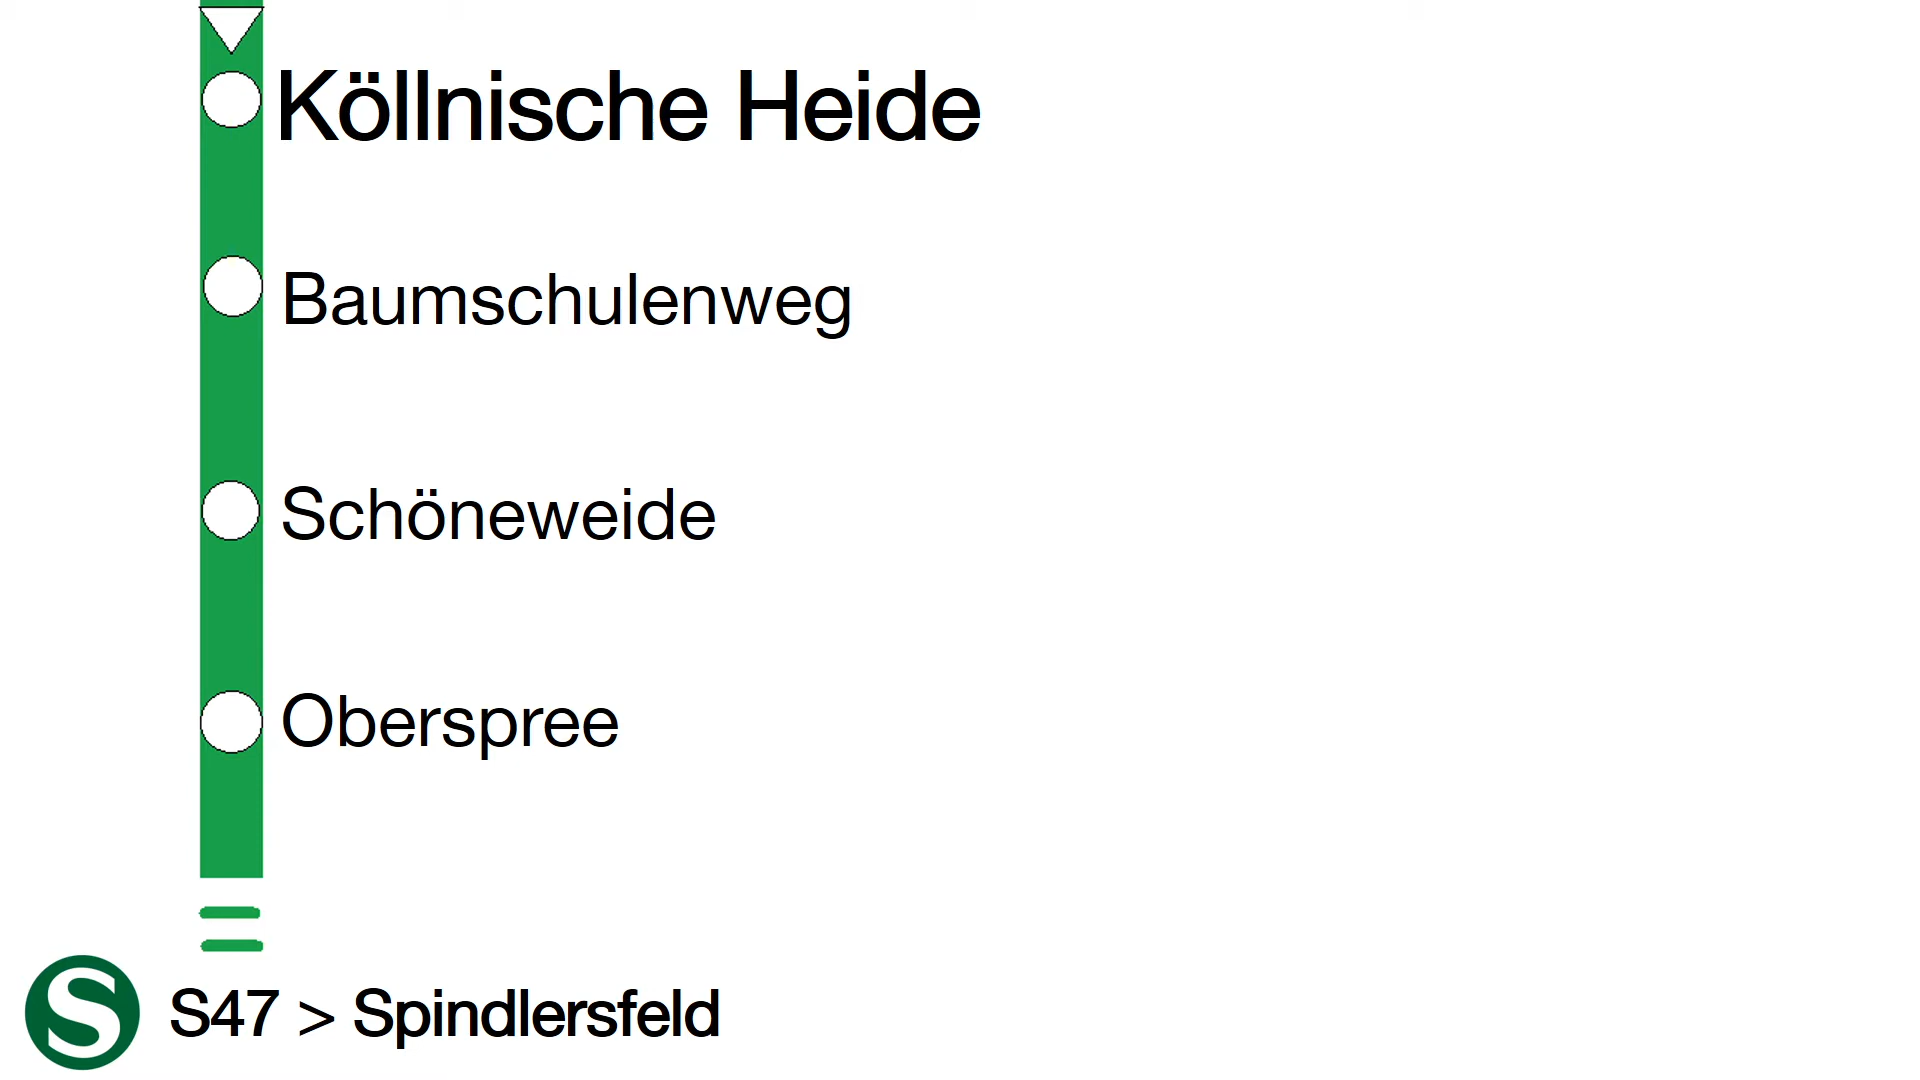 Köllnische Heide
Baumschulenweg
Schöneweide
Oberspree
S47 > Spindlersfeld